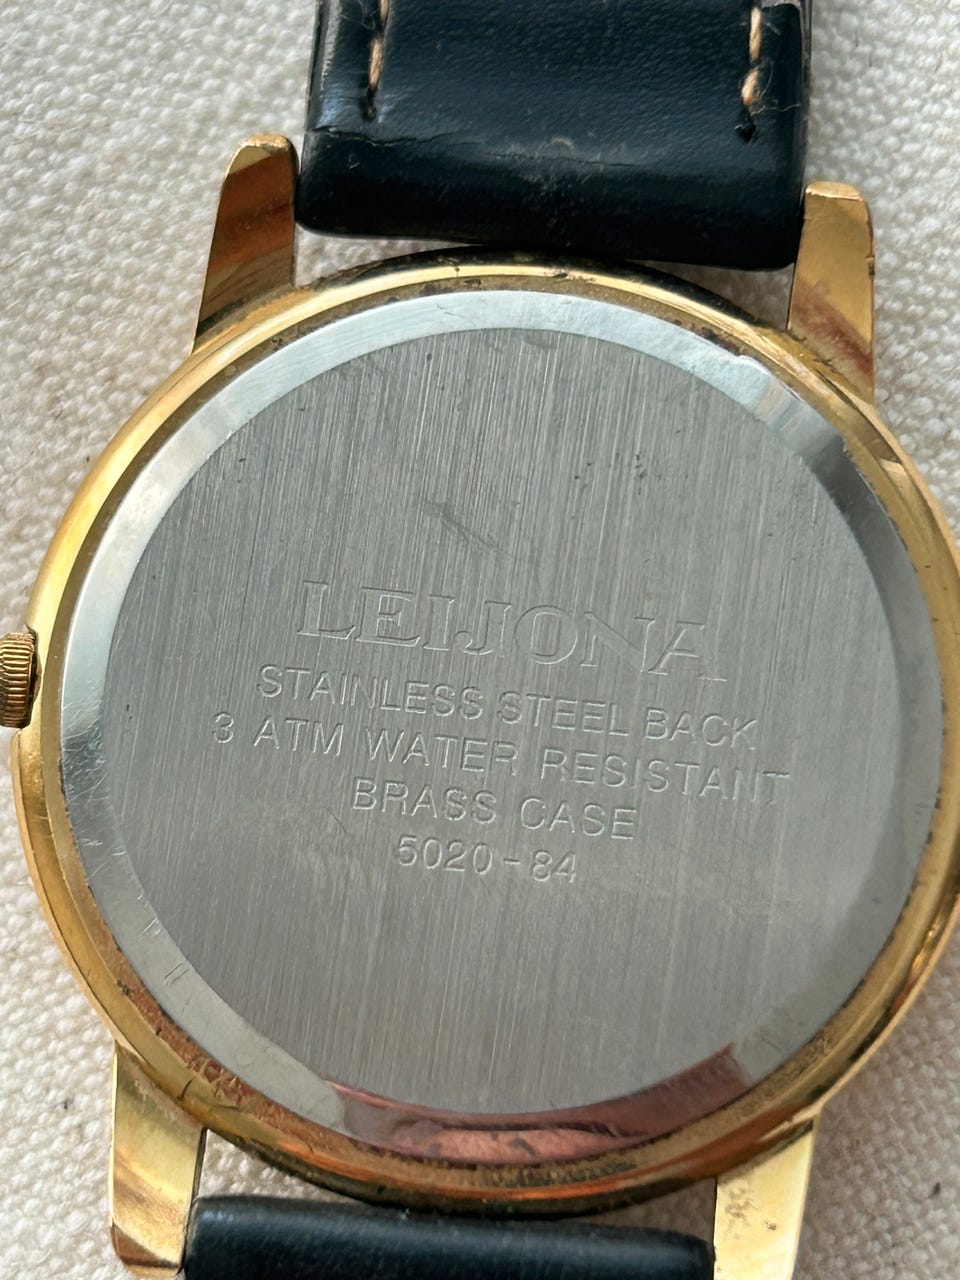 LEIJONA
STAINLESS STEEL BACK
3 ATM WATER RESISTANT
BRASS CASE
5020-84